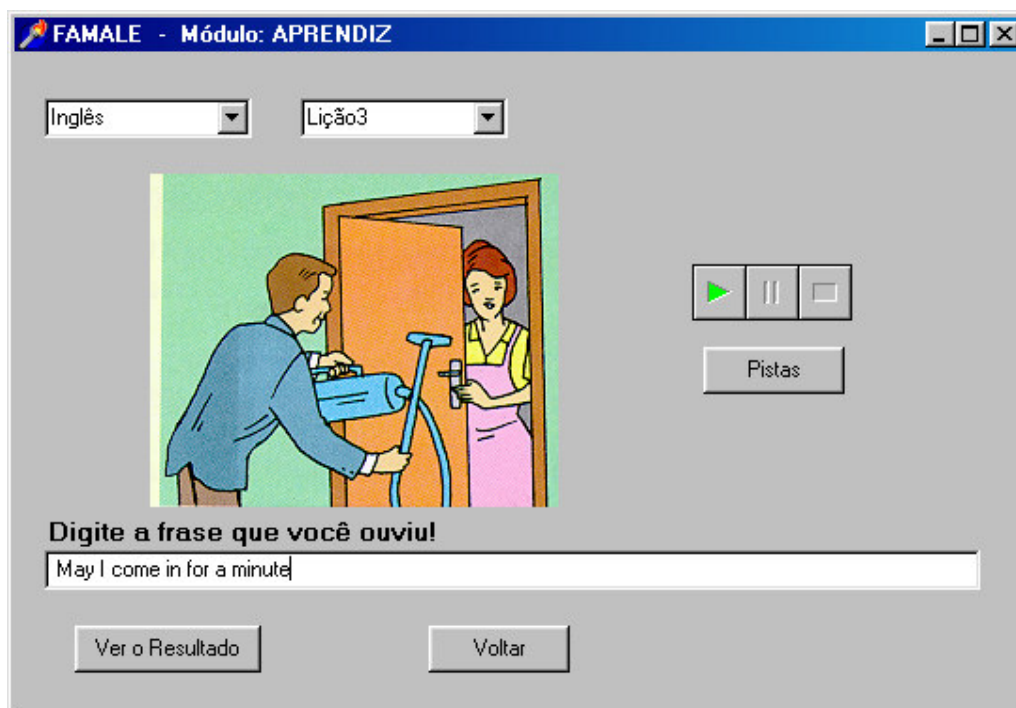 FAMALE - Módulo: APRENDIZ
Inglês Lição3
Pistas
Digite a frase que você ouviu!
May I come in for a minute
Ver o Resultado Voltar